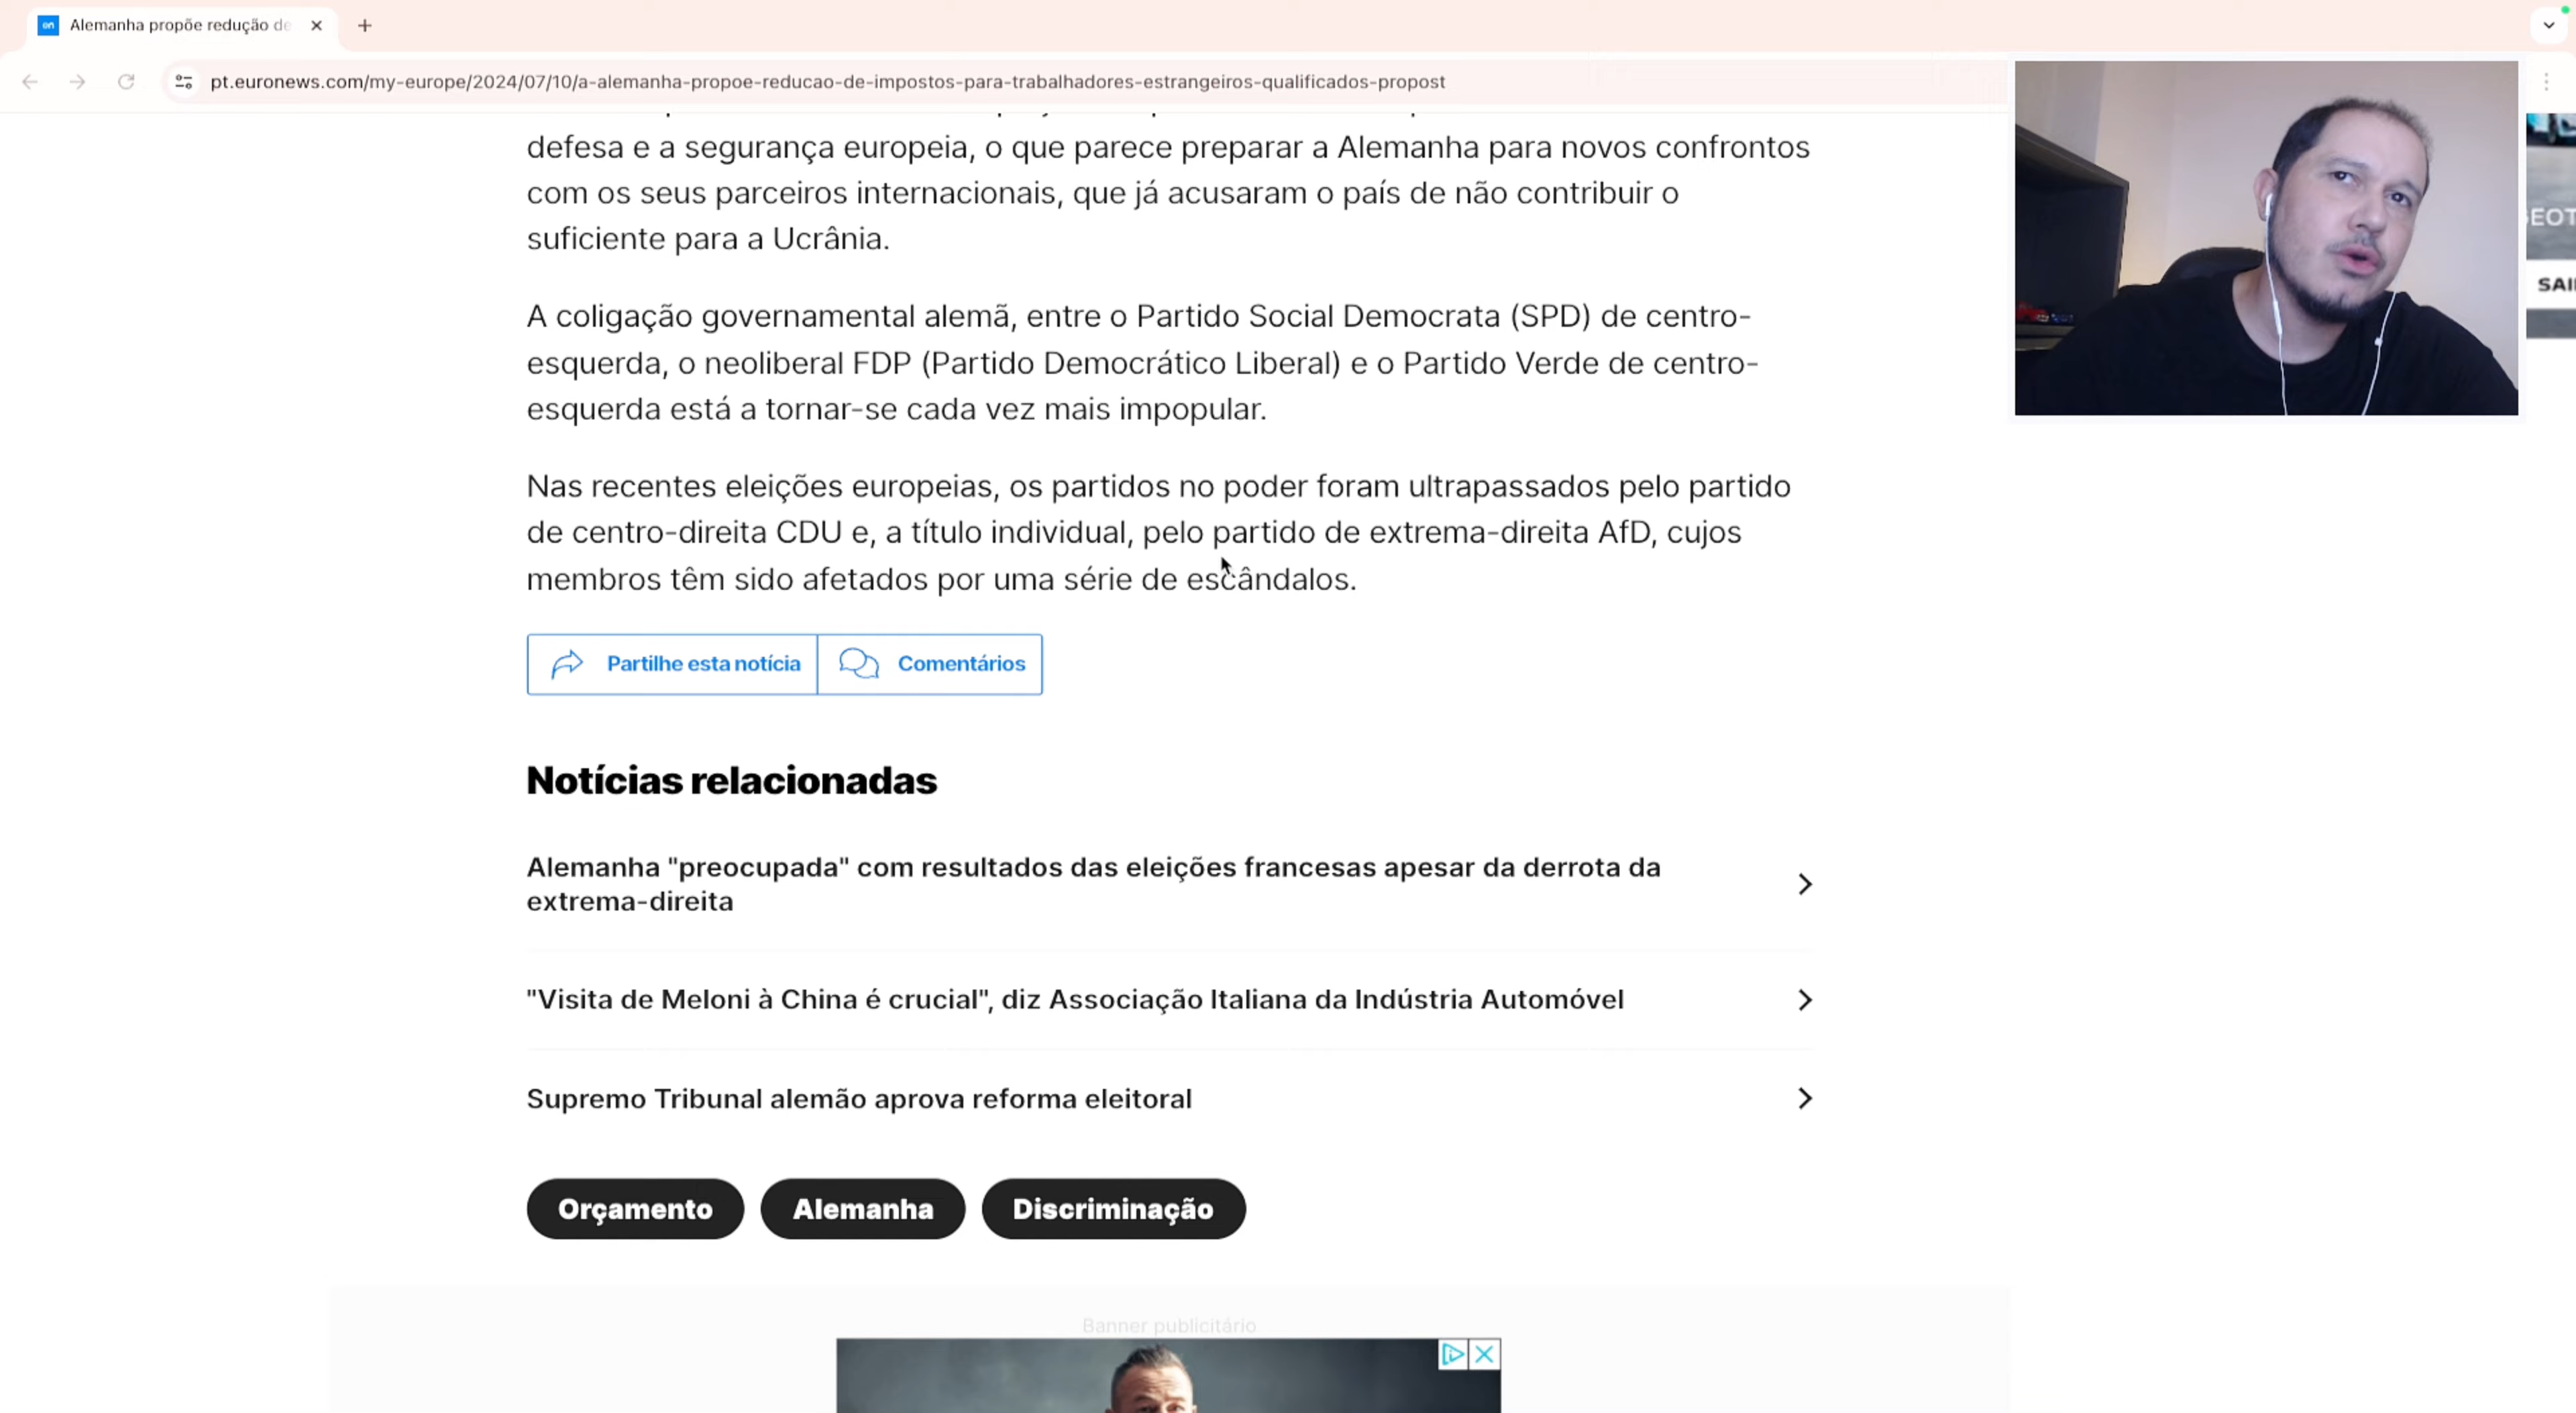 Alemanha propõe redução de
pt.euronews.com/my-europe/2024/07/10/a-alemanha-propoe-reducao-de-impostos-para-trabalhadores-estrangeiros-qualificados-propost
defesa e a segurança europeia, o que parece preparar a Alemanha para novos confrontos
com os seus parceiros internacionais, que já acusaram o país de não contribuir o
suficiente para a Ucrânia.
A coligação governamental alemã, entre o Partido Social Democrata (SPD) de centro-
esquerda, o neoliberal FDP (Partido Democrático Liberal) e o Partido Verde de centro-
esquerda está a tornar-se cada vez mais impopular.
Nas recentes eleições europeias, os partidos no poder foram ultrapassados pelo partido
de centro-direita CDU e, a título individual, pelo partido de extrema-direita AfD, cujos
membros têm sido afetados por uma série de escândalos.
Partilhe esta notícia
Comentários
Notícias relacionadas
Alemanha "preocupada" com resultados das eleições francesas apesar da derrota da
extrema-direita
"Visita de Meloni à China é crucial", diz Associação Italiana da Indústria Automóvel
Supremo Tribunal alemão aprova reforma eleitoral
Orçamento
Alemanha
Discriminação
Banner publicitário